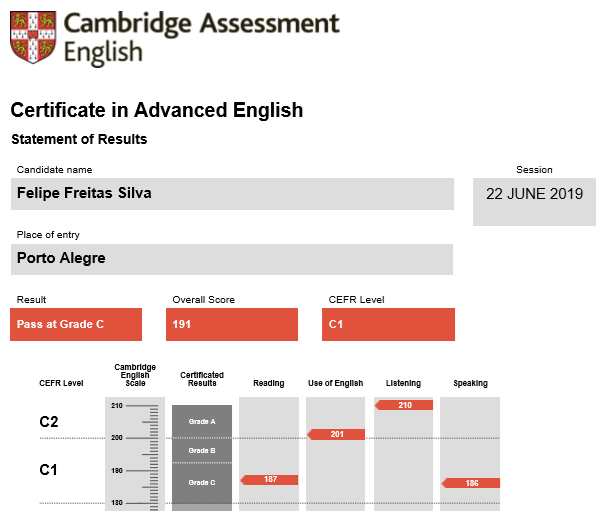 Cambridge Assessment
English
Certificate in Advanced English
Statement of Results
Candidate name
Session
Felipe Freitas Silva
22 JUNE 2019
Place of entry
Porto Alegre
Result
Overall Score
CEFR Level
Pass at Grade C
191
C1
CEFR Level
Cambridge
English
Scale
Certificated
Results
Reading
Use of English
Listening
Speaking
210
210
C2
Grade A
201
200
Grade B
C1
190
187
Grade C
186
180